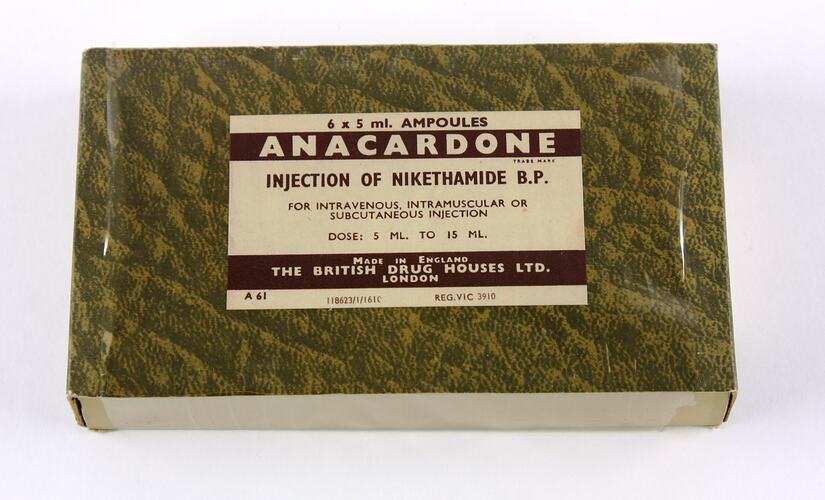 6 x 5 ml. AMPOULES
ANACARDONE
TRADE MARK
INJECTION OF NIKETHAMIDE B.P.
FOR INTRAVENOUS, INTRAMUSCULAR OR
SUBCUTANEOUS INJECTION
DOSE: 5 ML. TO 15 ML.
MADE IN ENGLAND
THE BRITISH DRUG HOUSES LTD.
LONDON
A 61 118623/1/1610 REG.VIC 3910